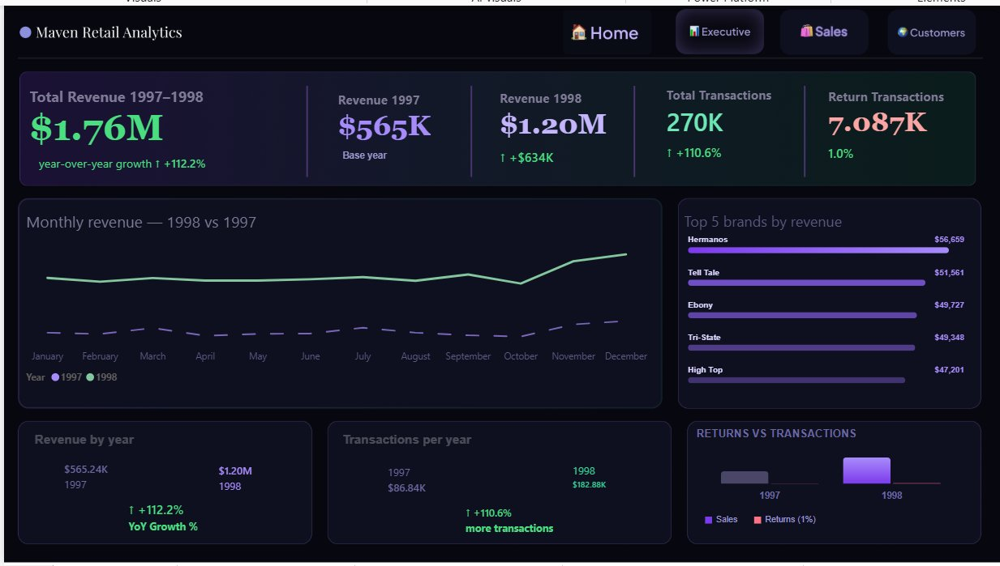 Visuals
AI visuals
Power Platform
Elements
Maven Retail Analytics
Home
Executive
Sales
Customers
Total Revenue 1997–1998
$1.76M
year-over-year growth ↑ +112.2%
Revenue 1997
$565K
Base year
Revenue 1998
$1.20M
↑ +$634K
Total Transactions
270K
↑ +110.6%
Return Transactions
7.087K
1.0%
Monthly revenue — 1998 vs 1997
January February March April May June July August September October November December
Year 1997 1998
Top 5 brands by revenue
Hermanos $56,659
Tell Tale $51,561
Ebony $49,727
Tri-State $49,348
High Top $47,201
Revenue by year
$565.24K
1997
$1.20M
1998
↑ +112.2%
YoY Growth %
Transactions per year
1997
$86.84K
1998
$182.88K
↑ +110.6%
more transactions
RETURNS VS TRANSACTIONS
1997 1998
Sales Returns (1%)